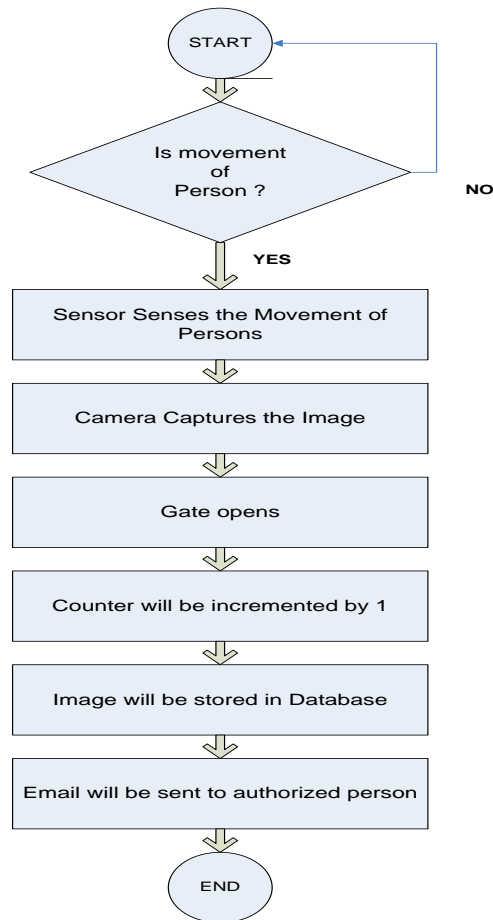 START
Is movement
of
Person ?
NO
YES
Sensor Senses the Movement of
Persons
Camera Captures the Image
Gate opens
Counter will be incremented by 1
Image will be stored in Database
Email will be sent to authorized person
END